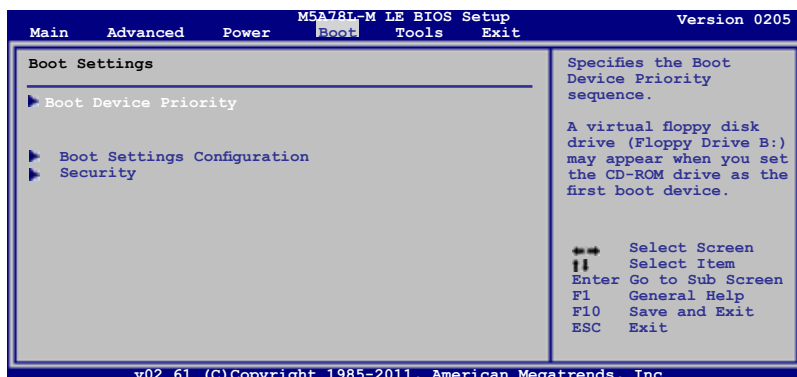 M5A78L-M LE BIOS Setup Version 0205
Main Advanced Power Boot Tools Exit
Boot Settings
Boot Device Priority
Boot Settings Configuration
Security
Specifies the Boot
Device Priority
sequence.
A virtual floppy disk
drive (Floppy Drive B:)
may appear when you set
the CD-ROM drive as the
first boot device.
Select Screen
Select Item
Enter Go to Sub Screen
F1 General Help
F10 Save and Exit
ESC Exit
v02.61 (C)Copyright 1985-2011, American Megatrends, Inc.